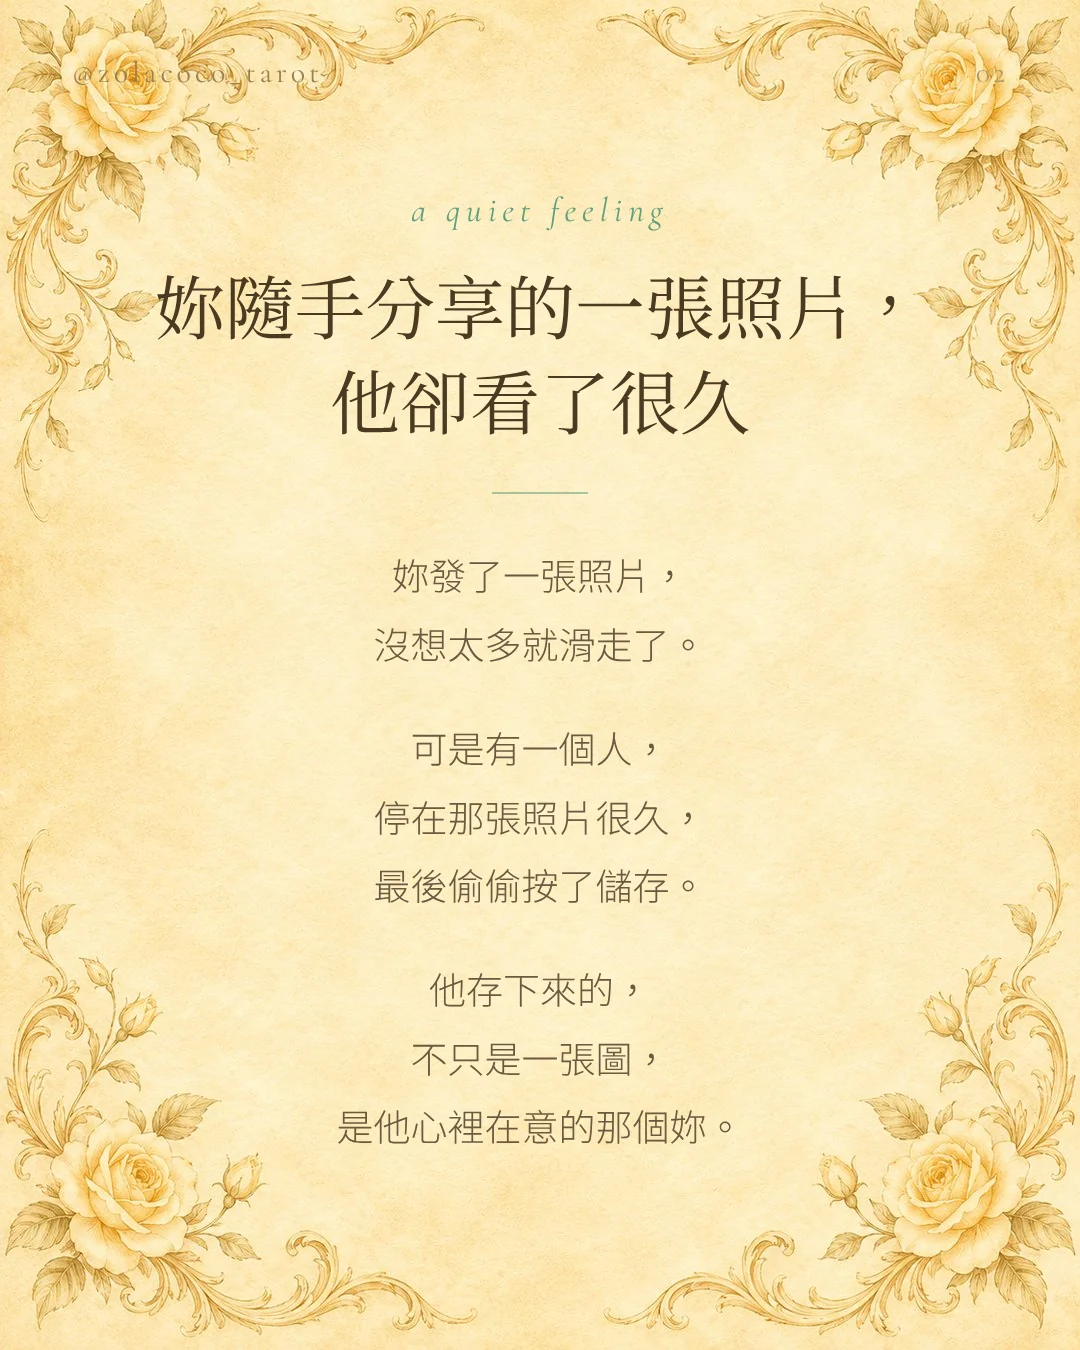 @zolacoco_tarot
02
a quiet feeling
妳隨手分享的一張照片，
他卻看了很久
妳發了一張照片，
沒想太多就滑走了。
可是有一個人，
停在那張照片很久，
最後偷偷按了儲存。
他存下來的，
不只是一張圖，
是他心裡在意的那個妳。